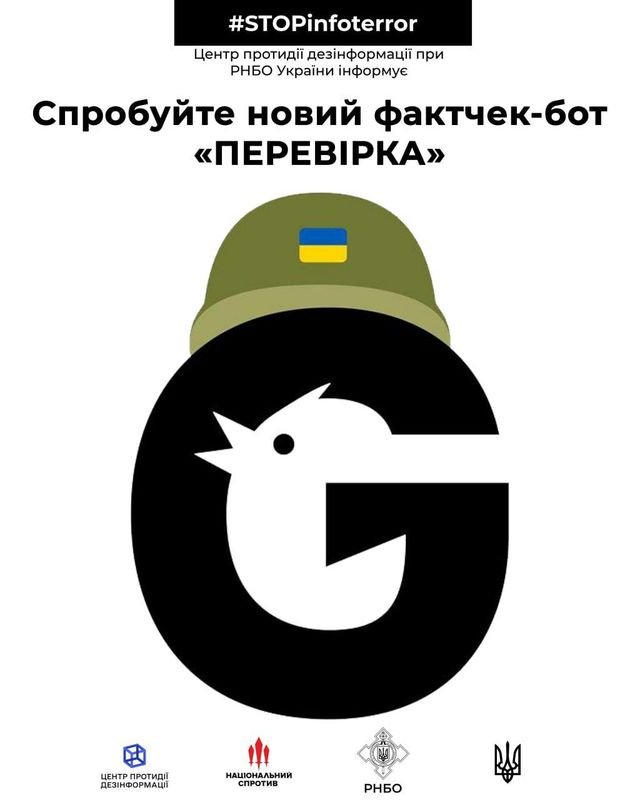 #STOPinfoterror
Центр протидії дезінформації при
РНБО України інформує
Спробуйте новий фактчек-бот
«ПЕРЕВІРКА»
G
ЦЕНТР ПРОТИДІЇ
ДЕЗІНФОРМАЦІЇ
НАЦІОНАЛЬНИЙ
СПРОТИВ
РНБО